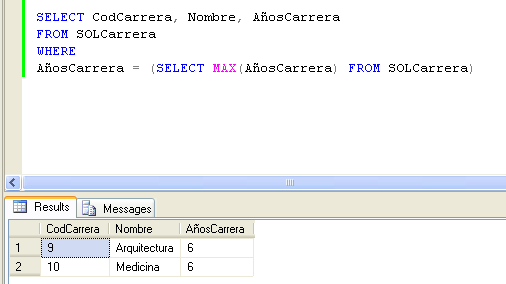 SELECT CodCarrera, Nombre, AñosCarrera
FROM SOLCarrera
WHERE
AñosCarrera = (SELECT MAX(AñosCarrera) FROM SOLCarrera)
Results Messages
CodCarrera Nombre AñosCarrera
1 9 Arquitectura 6
2 10 Medicina 6